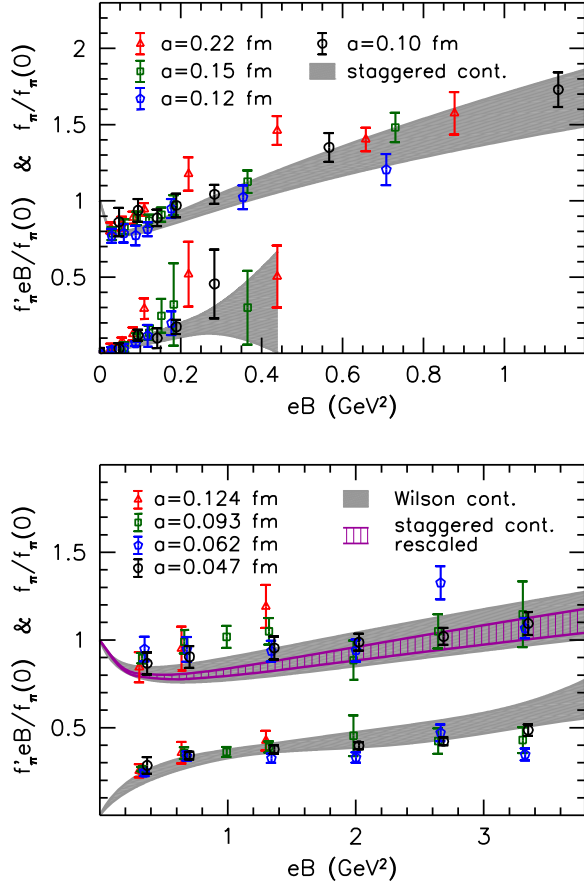 2
1.5
1
0.5
0
0.2
0.4
0.6
0.8
1
eB (GeV²)
f'π eB/fπ(0) & fπ/fπ(0)
a=0.22 fm
a=0.15 fm
a=0.12 fm
a=0.10 fm
staggered cont.
1.5
1
0.5
0
1
2
3
eB (GeV²)
f'π eB/fπ(0) & fπ/fπ(0)
a=0.124 fm
a=0.093 fm
a=0.062 fm
a=0.047 fm
Wilson cont.
staggered cont.
rescaled